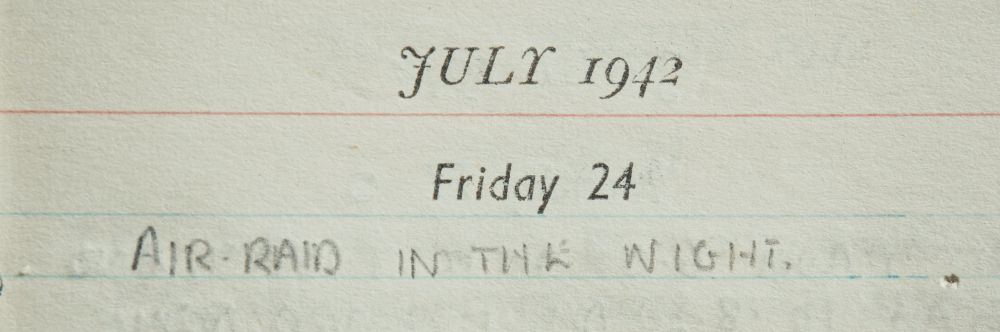 JULY 1942
Friday 24
AIR-RAID IN THE NIGHT.